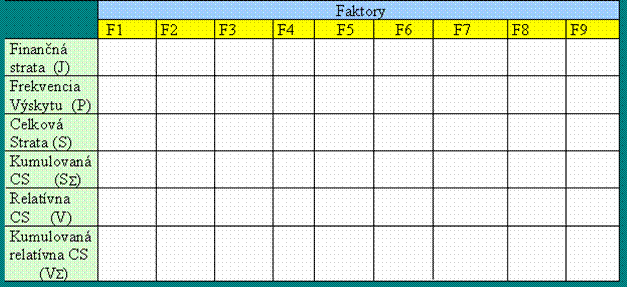 Faktory
F1 F2 F3 F4 F5 F6 F7 F8 F9
Finančná
strata (J)
Frekvencia
Výskytu (P)
Celková
Strata (S)
Kumulovaná
CS (SΣ)
Relatívna
CS (V)
Kumulovaná
relatívna CS
(VΣ)